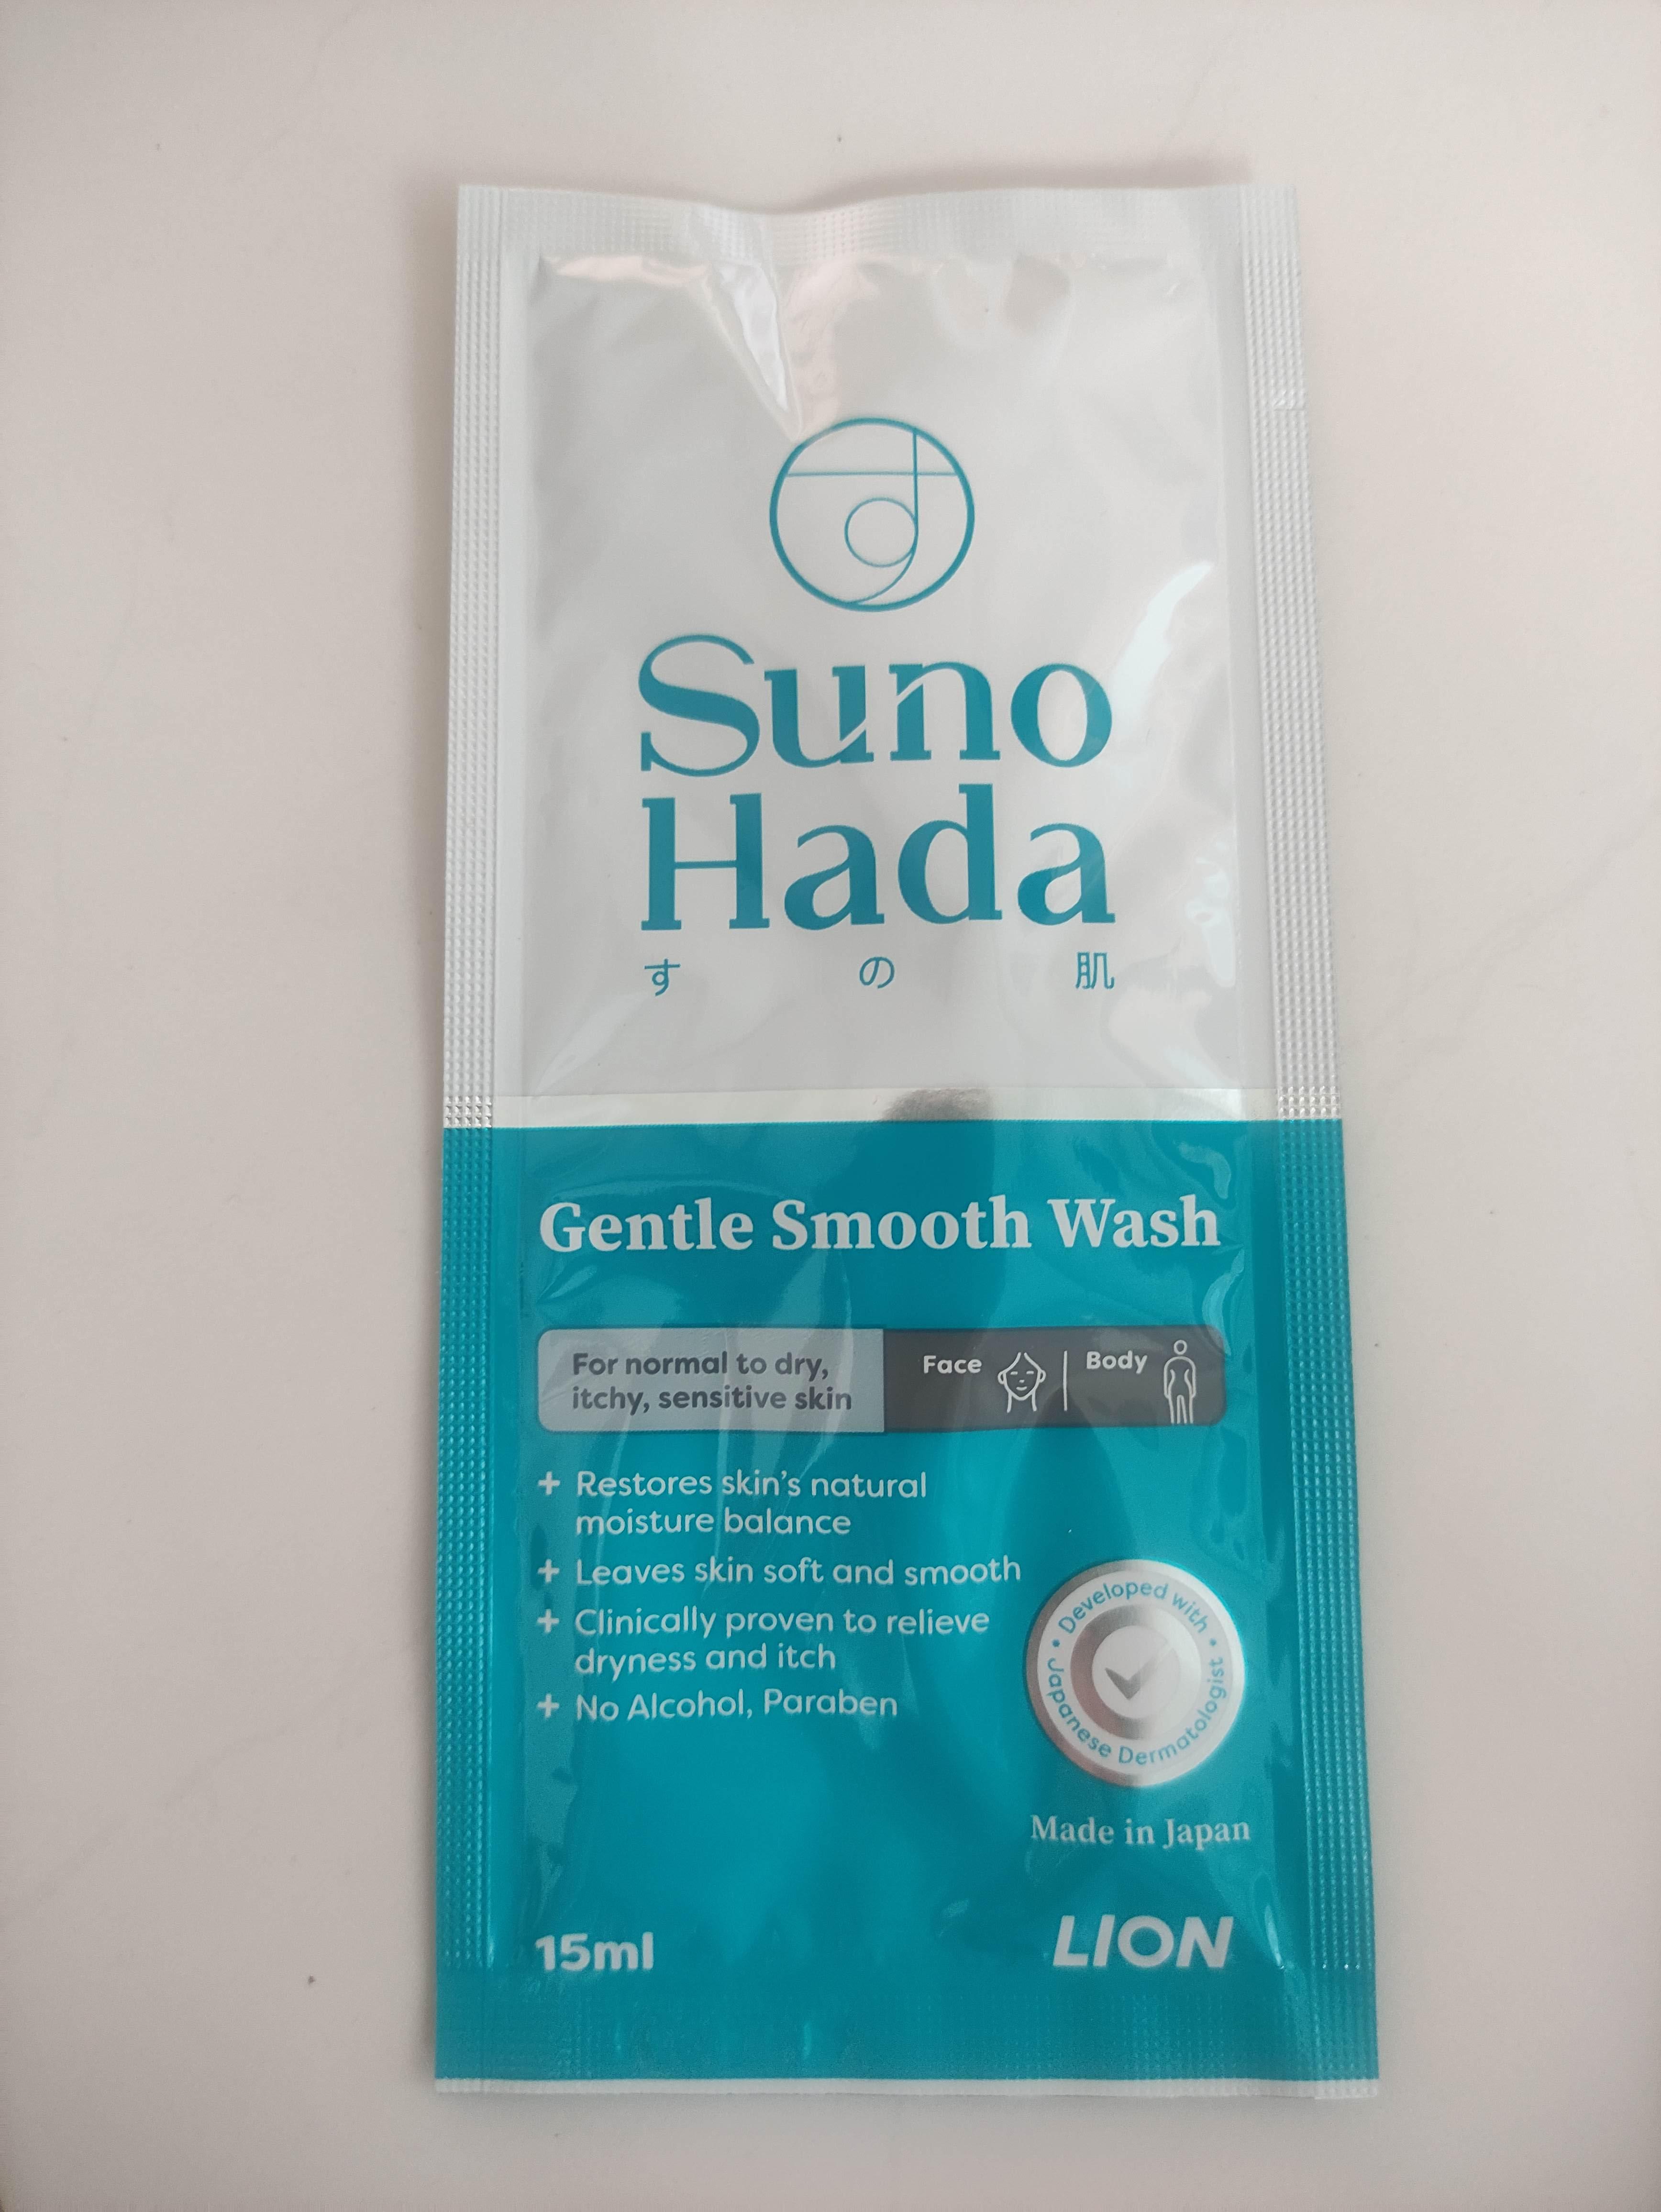 Suno
Hada
す の 肌
Gentle Smooth Wash
For normal to dry,
itchy, sensitive skin
Face | Body
+ Restores skin's natural
moisture balance
+ Leaves skin soft and smooth
+ Clinically proven to relieve
dryness and itch
+ No Alcohol, Paraben
• Developed with •
Japanese Dermatologist
Made in Japan
15ml
LION